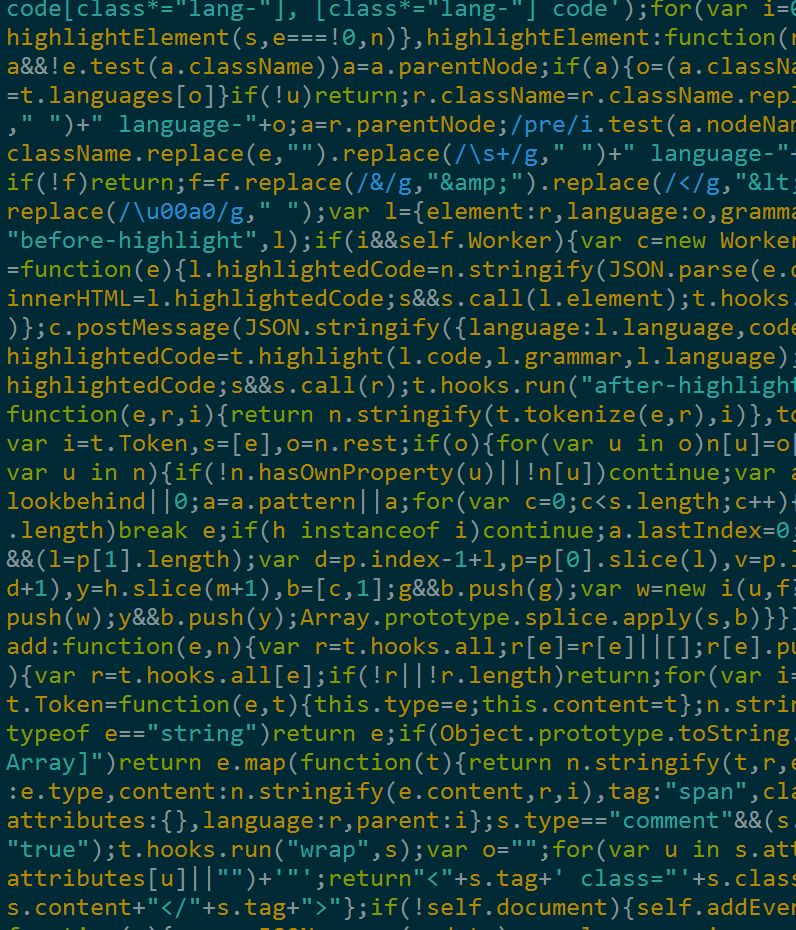 code[class*="lang-"], [class*="lang-"] code');for(var i=
highlightElement(s,e===!0,n)},highlightElement:function(
a&&!e.test(a.className))a=a.parentNode;if(a){o=(a.classNa
=t.languages[o]}if(!u)return;r.className=r.className.repl
," ")+" language-"+o;a=r.parentNode;/pre/i.test(a.nodeNam
className.replace(e,"").replace(/\s+/g," ")+" language-"
if(!f)return;f=f.replace(/&/g,"&amp;").replace(/</g,"&lt;
replace(/\u00a0/g," ");var l={element:r,language:o,gramma
"before-highlight",l);if(i&&self.Worker){var c=new Worker
=function(e){l.highlightedCode=n.stringify(JSON.parse(e.
innerHTML=l.highlightedCode;s&&s.call(l.element);t.hooks.
)};c.postMessage(JSON.stringify({language:l.language,code
highlightedCode=t.highlight(l.code,l.grammar,l.language)
highlightedCode;s&&s.call(r);t.hooks.run("after-highlight
function(e,r,i){return n.stringify(t.tokenize(e,r),i)},to
var i=t.Token,s=[e],o=n.rest;if(o){for(var u in o)n[u]=o[
var u in n){if(!n.hasOwnProperty(u)||!n[u])continue;var a
lookbehind||0;a=a.pattern||a;for(var c=0;c<s.length;c++){
.length)break e;if(h instanceof i)continue;a.lastIndex=0;
&&(l=p[1].length);var d=p.index-1+l,p=p[0].slice(l),v=p.l
d+1),y=h.slice(m+1),b=[c,1];g&&b.push(g);var w=new i(u,f
push(w);y&&b.push(y);Array.prototype.splice.apply(s,b)}}}
add:function(e,n){var r=t.hooks.all;r[e]=r[e]||[];r[e].pu
){var r=t.hooks.all[e];if(!r||!r.length)return;for(var i=
t.Token=function(e,t){this.type=e;this.content=t};n.strin
typeof e=="string")return e;if(Object.prototype.toString.
Array]")return e.map(function(t){return n.stringify(t,r,e
:e.type,content:n.stringify(e.content,r,i),tag:"span",cla
attributes:{},language:r,parent:i};s.type=="comment"&&(s.
"true");t.hooks.run("wrap",s);var o="";for(var u in s.att
attributes[u]||"")+'"';return"<"+s.tag+' class="'+s.class
s.content+"</"+s.tag+">"};if(!self.document){self.addEven